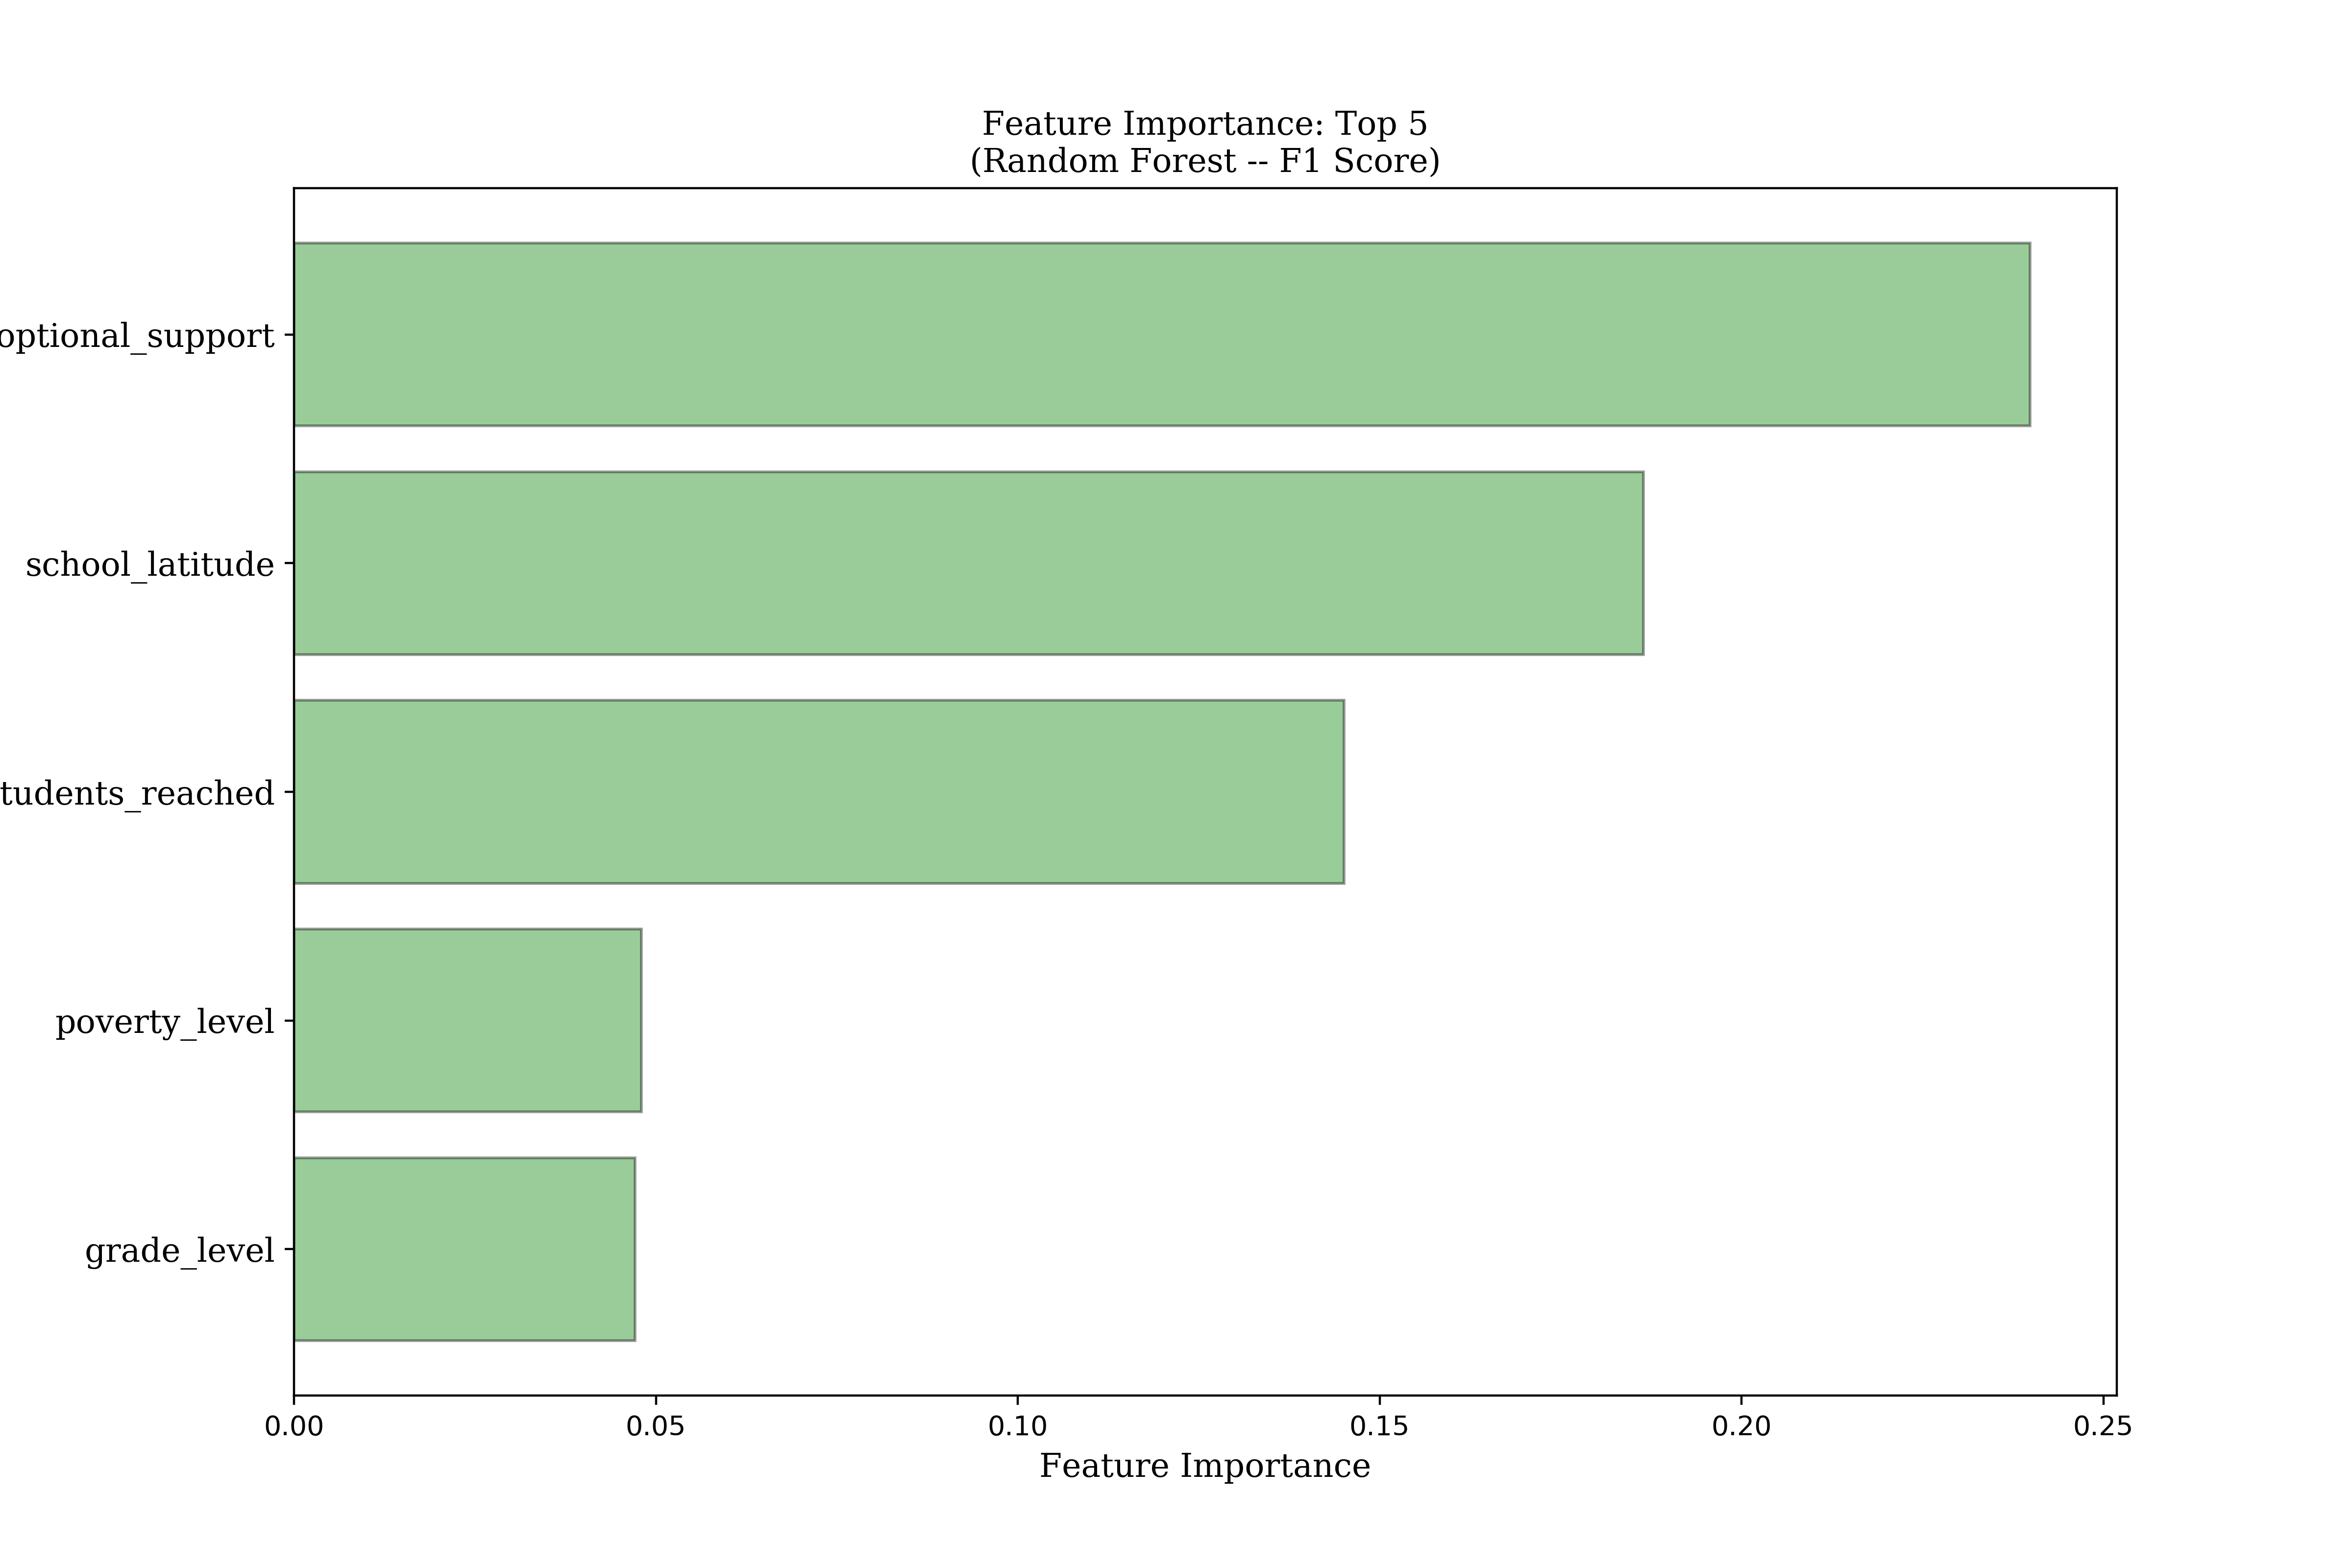 Feature Importance: Top 5
(Random Forest -- F1 Score)
optional_support
school_latitude
tudents_reached
poverty_level
grade_level
0.00 0.05 0.10 0.15 0.20 0.25
Feature Importance